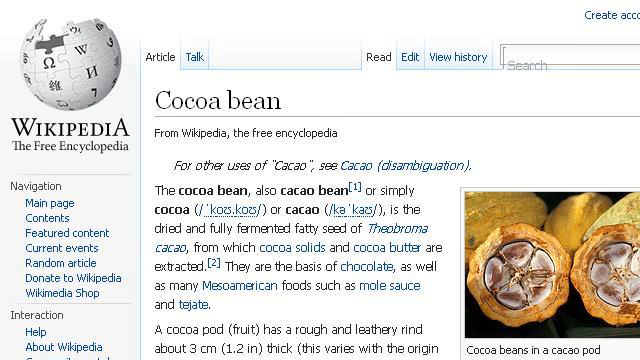 Create acc
Article Talk Read Edit View history Search
Cocoa bean
WIKIPEDIA
The Free Encyclopedia
From Wikipedia, the free encyclopedia
For other uses of "Cacao", see Cacao (disambiguation).
Navigation
Main page
Contents
Featured content
Current events
Random article
Donate to Wikipedia
Wikimedia Shop
Interaction
Help
About Wikipedia
The cocoa bean, also cacao bean[1] or simply
cocoa (/ˈkoʊ.koʊ/) or cacao (/kəˈkaʊ/), is the
dried and fully fermented fatty seed of Theobroma
cacao, from which cocoa solids and cocoa butter are
extracted.[2] They are the basis of chocolate, as well
as many Mesoamerican foods such as mole sauce
and tejate.
A cocoa pod (fruit) has a rough and leathery rind
about 3 cm (1.2 in) thick (this varies with the origin
Cocoa beans in a cacao pod